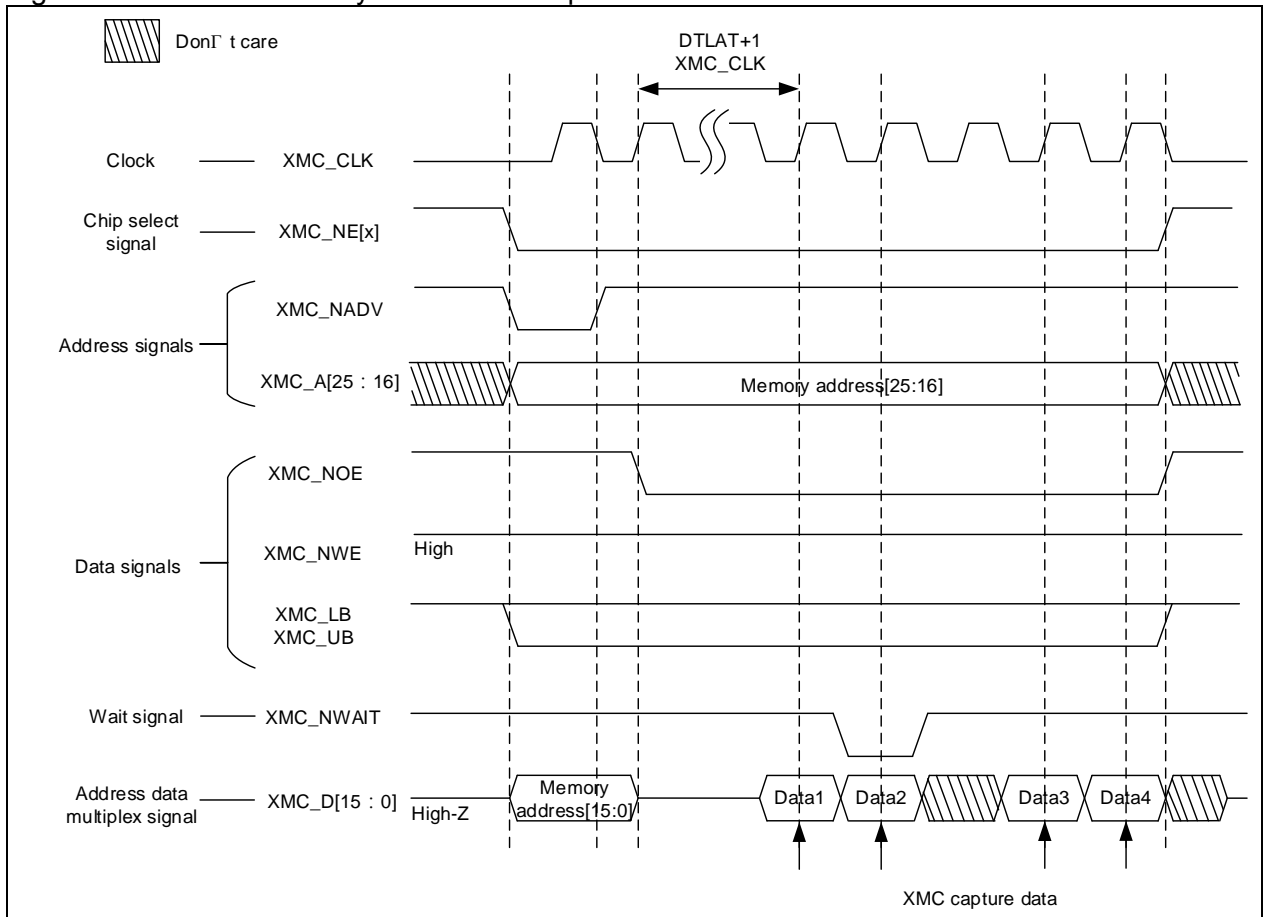 DonΓ t care
DTLAT+1
XMC_CLK
Clock
XMC_CLK
Chip select
signal
XMC_NE[x]
XMC_NADV
Address signals
XMC_A[25 : 16]
Memory address[25:16]
XMC_NOE
Data signals
XMC_NWE
High
XMC_LB
XMC_UB
Wait signal
XMC_NWAIT
Address data
multiplex signal
XMC_D[15 : 0]
High-Z
Memory
address[15:0]
Data1
Data2
Data3
Data4
XMC capture data